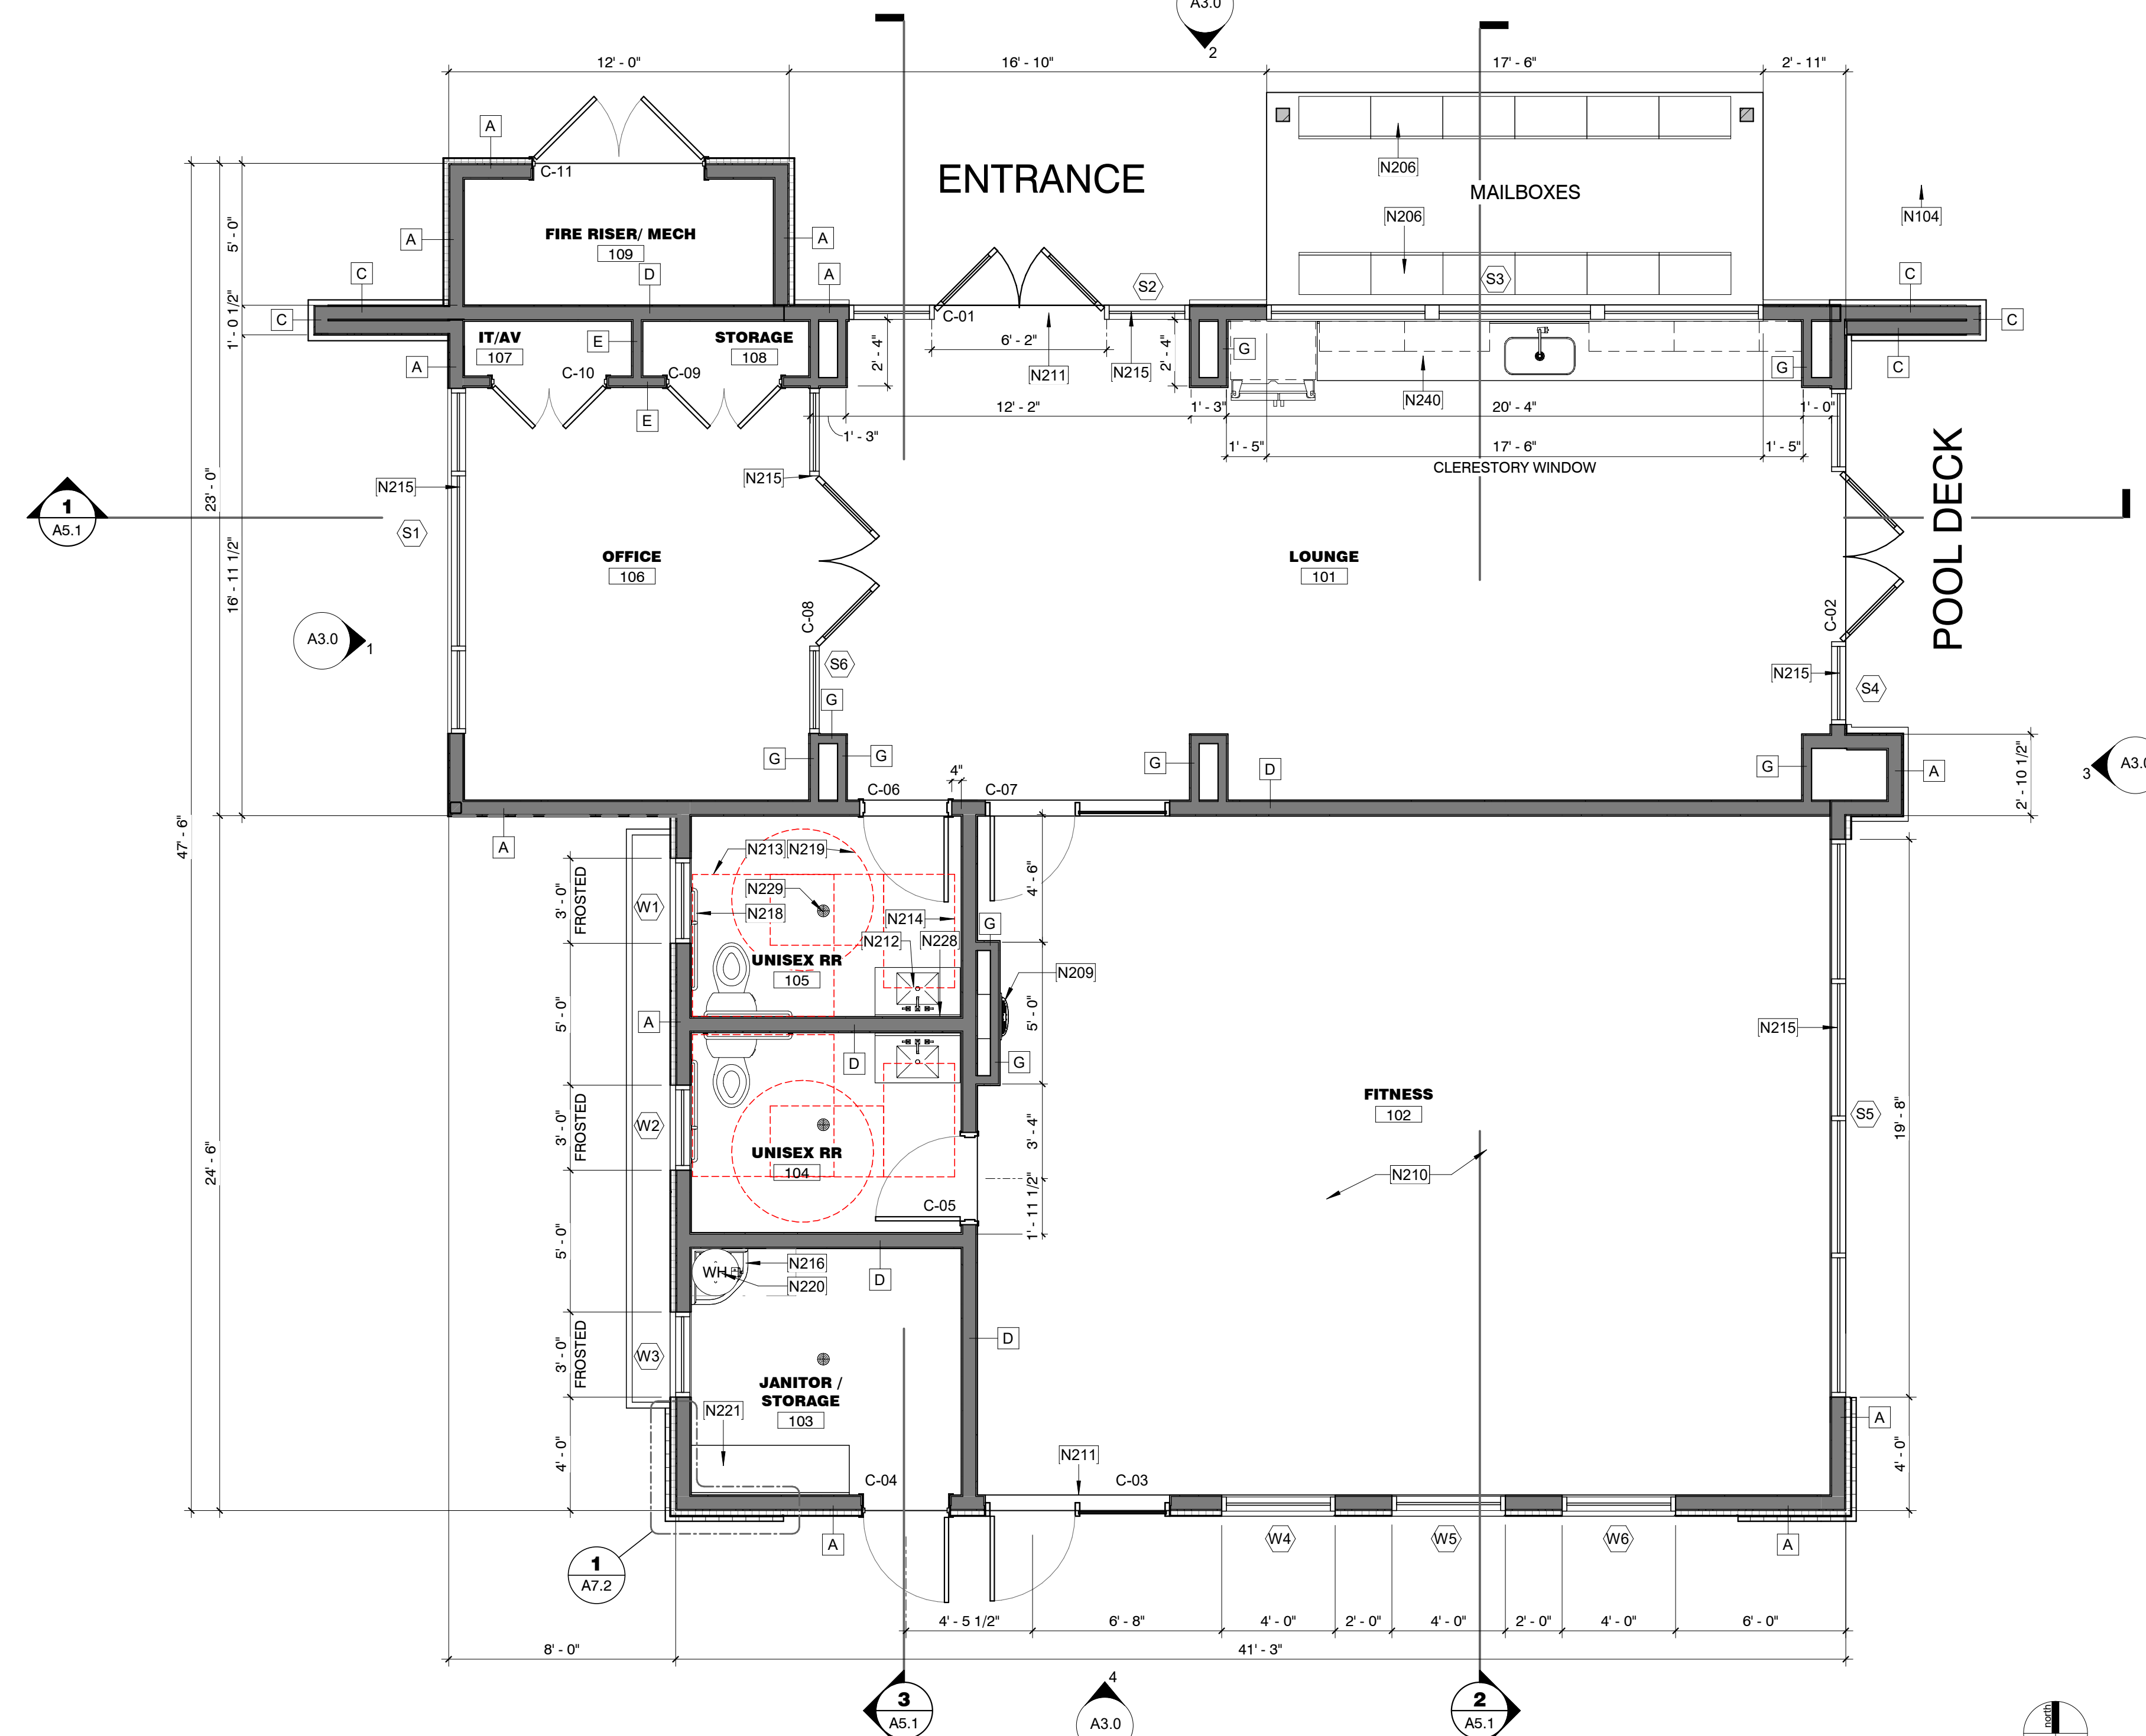 A3.0
2
12' - 0"
16' - 10"
17' - 6"
2' - 11"
A
C-11
ENTRANCE
N206
MAILBOXES
N206
N104
5' - 0"
A
FIRE RISER/ MECH
109
A
C
D
A
S2
S3
C
1' - 0 1/2"
C
IT/AV
107
E
STORAGE
108
C-01
6' - 2"
2' - 4"
2' - 4"
G
C
A
C-10
C-09
N211
N215
G
C
E
N240
12' - 2"
1' - 3"
20' - 4"
1' - 0"
1' - 3"
1' - 5"
17' - 6"
1' - 5"
CLERESTORY WINDOW
23' - 0"
N215
N215
POOL DECK
1
A5.1
S1
16' - 11 1/2"
OFFICE
106
LOUNGE
101
C-08
C-02
A3.0
1
S6
N215
S4
G
G
G
G
D
G
A
2' - 10 1/2"
3
A3.0
4"
C-06
C-07
47' - 6"
A
N213
N219
3' - 0"
FROSTED
W1
N229
N218
N214
N212
N228
4' - 6"
G
UNISEX RR
105
N209
5' - 0"
A
5' - 0"
N215
D
G
FITNESS
102
S5
19' - 8"
3' - 0"
FROSTED
W2
3' - 4"
UNISEX RR
104
24' - 6"
N210
1' - 11 1/2"
C-05
5' - 0"
WH
N216
N220
D
D
3' - 0"
FROSTED
W3
JANITOR /
STORAGE
103
N221
4' - 0"
A
4' - 0"
C-04
N211
C-03
A
W4
W5
W6
A
1
A7.2
4' - 5 1/2"
6' - 8"
4' - 0"
2' - 0"
4' - 0"
2' - 0"
4' - 0"
6' - 0"
8' - 0"
41' - 3"
3
A5.1
4
A3.0
2
A5.1
north